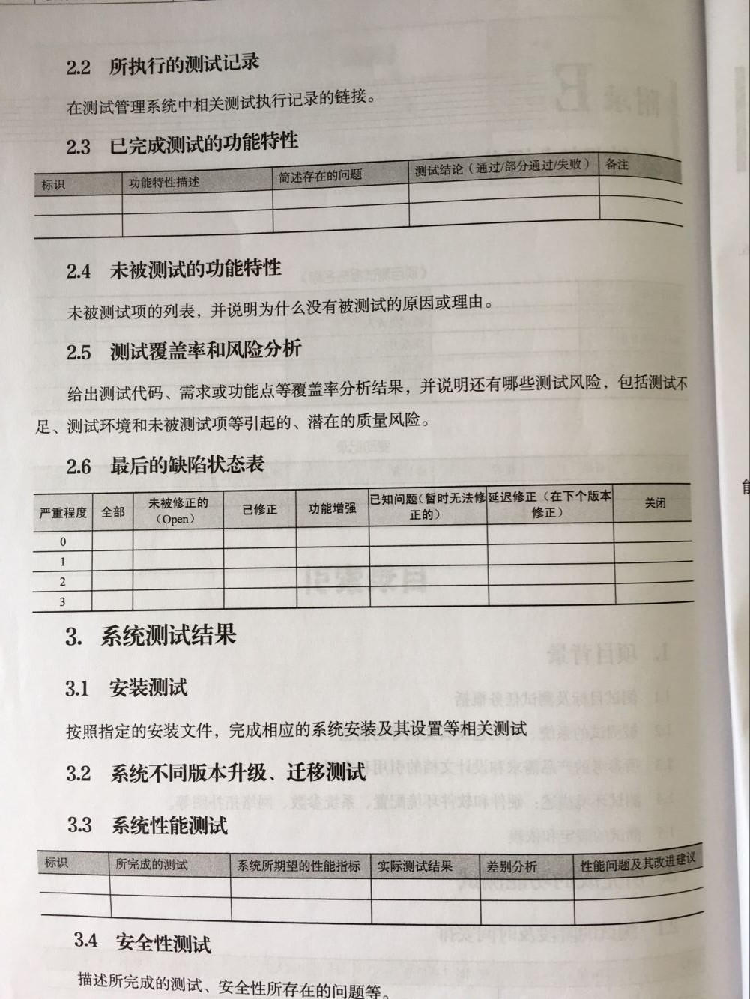 2.2 所执行的测试记录
在测试管理系统中相关测试执行记录的链接。
2.3 已完成测试的功能特性
标识 功能特性描述 简述存在的问题 测试结论（通过/部分通过/失败） 备注
2.4 未被测试的功能特性
未被测试项的列表，并说明为什么没有被测试的原因或理由。
2.5 测试覆盖率和风险分析
给出测试代码、需求或功能点等覆盖率分析结果，并说明还有哪些测试风险，包括测试不
足、测试环境和未被测试项等引起的、潜在的质量风险。
2.6 最后的缺陷状态表
严重程度 全部 未被修正的（Open） 已修正 功能增强 已知问题（暂时无法修正的） 延迟修正（在下个版本修正） 关闭
0
1
2
3
3. 系统测试结果
3.1 安装测试
按照指定的安装文件，完成相应的系统安装及其设置等相关测试
3.2 系统不同版本升级、迁移测试
3.3 系统性能测试
标识 所完成的测试 系统所期望的性能指标 实际测试结果 差别分析 性能问题及其改进建议
3.4 安全性测试
描述所完成的测试、安全性所存在的问题等。